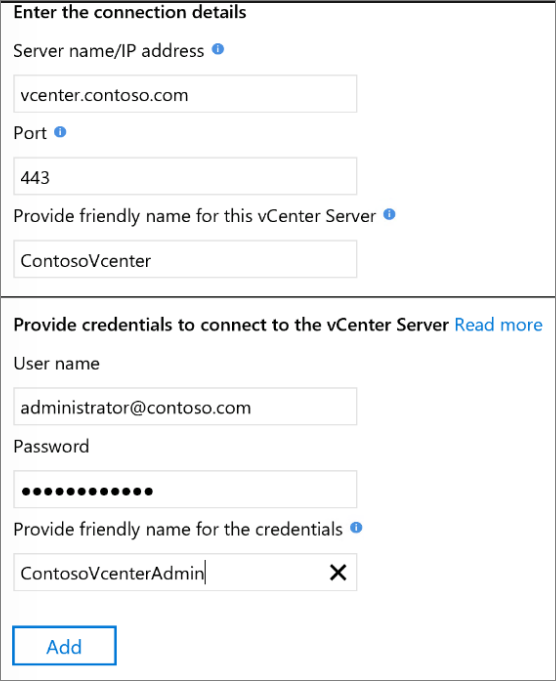 Enter the connection details
Server name/IP address
vcenter.contoso.com
Port
443
Provide friendly name for this vCenter Server
ContosoVcenter
Provide credentials to connect to the vCenter Server Read more
User name
administrator@contoso.com
Password
••••••••••••
Provide friendly name for the credentials
ContosoVcenterAdmin
Add